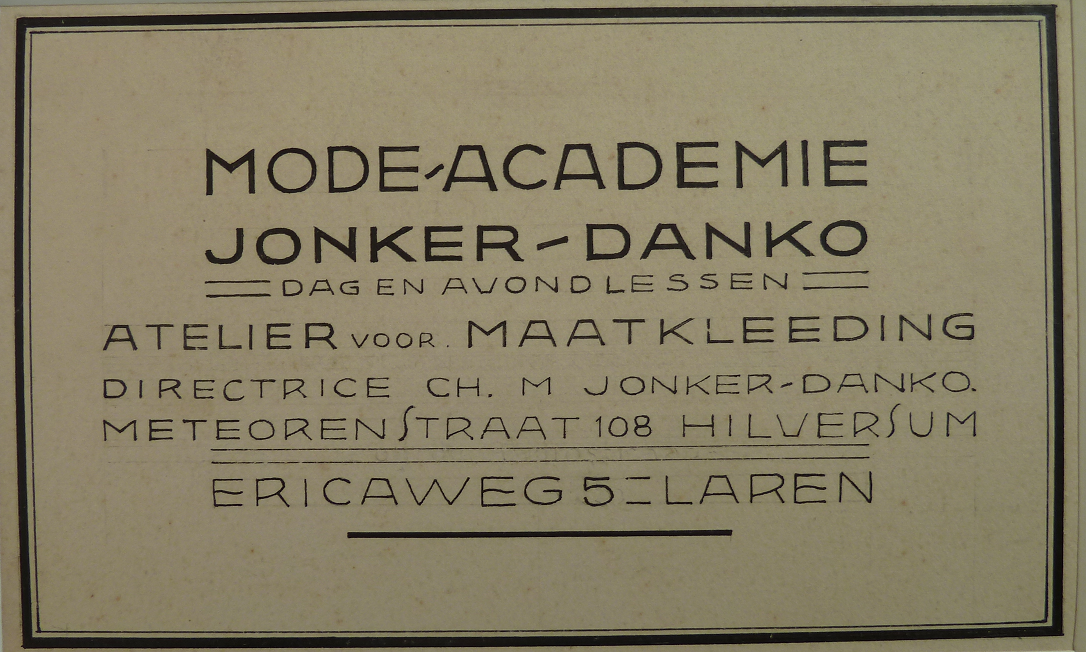 MODE-ACADEMIE
JONKER-DANKO
DAG EN AVONDLESSEN
ATELIER VOOR. MAATKLEEDING
DIRECTRICE CH. M JONKER-DANKO.
METEORENSTRAAT 108 HILVERSUM
ERICAWEG 5=LAREN